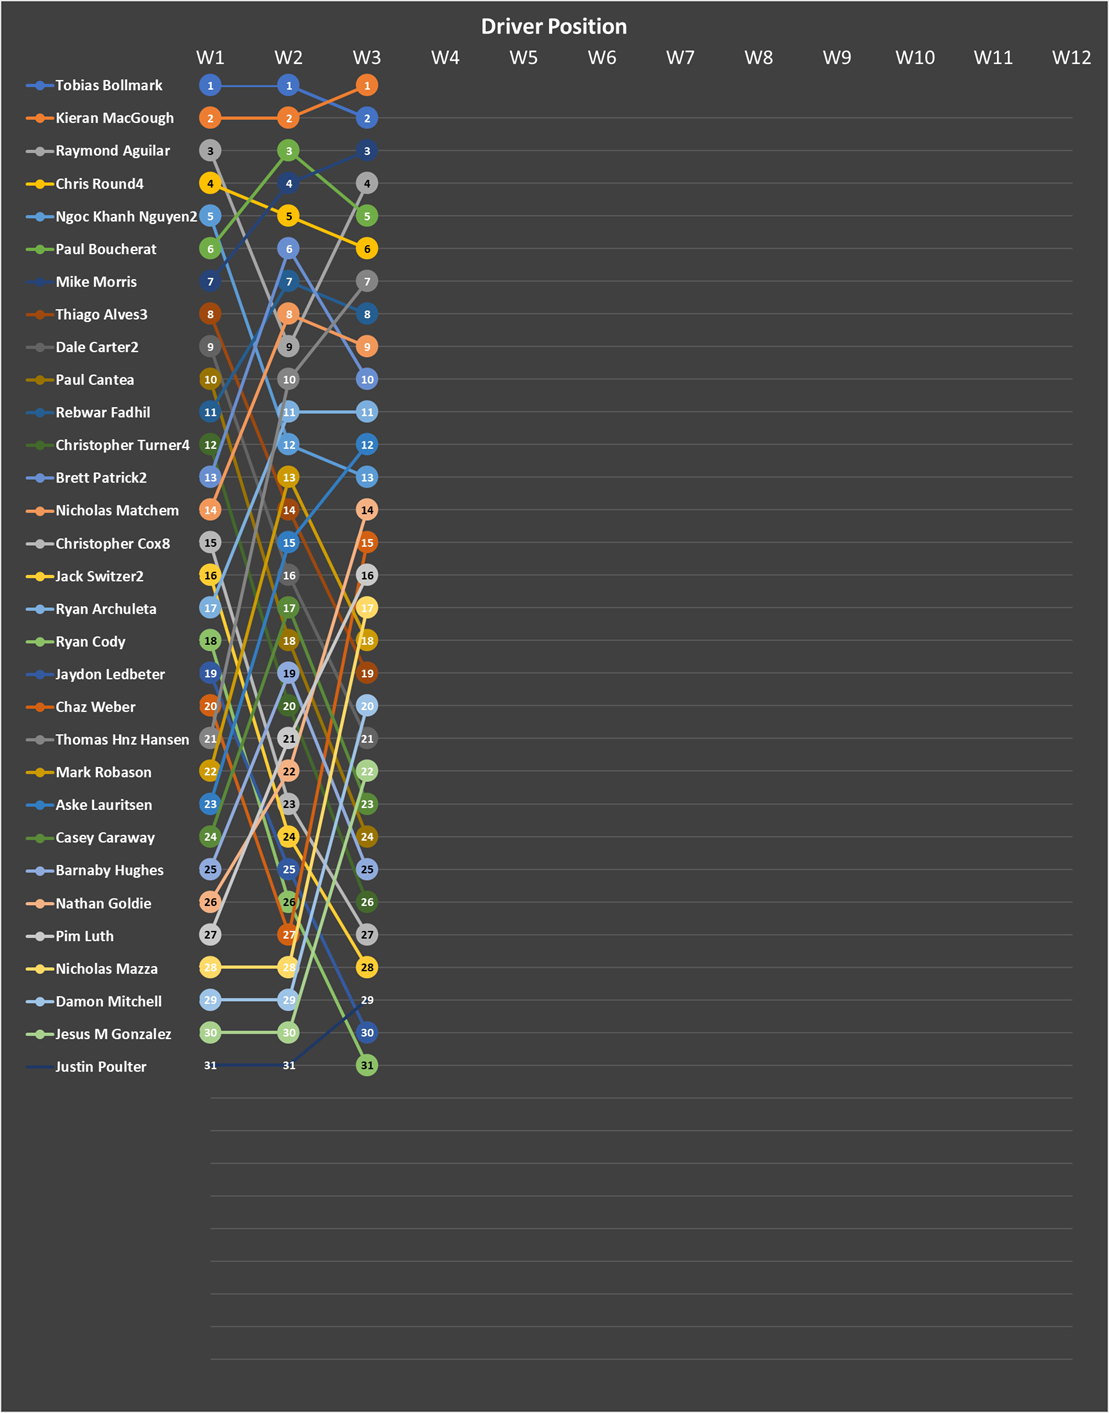 Driver Position
W1 W2 W3 W4 W5 W6 W7 W8 W9 W10 W11 W12
Tobias Bollmark 1 1 1
Kieran MacGough 2 2 2
Raymond Aguilar 3 3 3
Chris Round4 4 4 4
Ngoc Khanh Nguyen2 5 5 5
Paul Boucherat 6 6 6
Mike Morris 7 7 7
Thiago Alves3 8 8 8
Dale Carter2 9 9 9
Paul Cantea 10 10 10
Rebwar Fadhil 11 11 11
Christopher Turner4 12 12 12
Brett Patrick2 13 13 13
Nicholas Matchem 14 14 14
Christopher Cox8 15 15 15
Jack Switzer2 16 16 16
Ryan Archuleta 17 17 17
Ryan Cody 18 18 18
Jaydon Ledbeter 19 19 19
Chaz Weber 20 20 20
Thomas Hnz Hansen 21 21 21
Mark Robason 22 22 22
Aske Lauritsen 23 23 23
Casey Caraway 24 24 24
Barnaby Hughes 25 25 25
Nathan Goldie 26 26 26
Pim Luth 27 27 27
Nicholas Mazza 28 28 28
Damon Mitchell 29 29 29
Jesus M Gonzalez 30 30 30
Justin Poulter 31 31 31